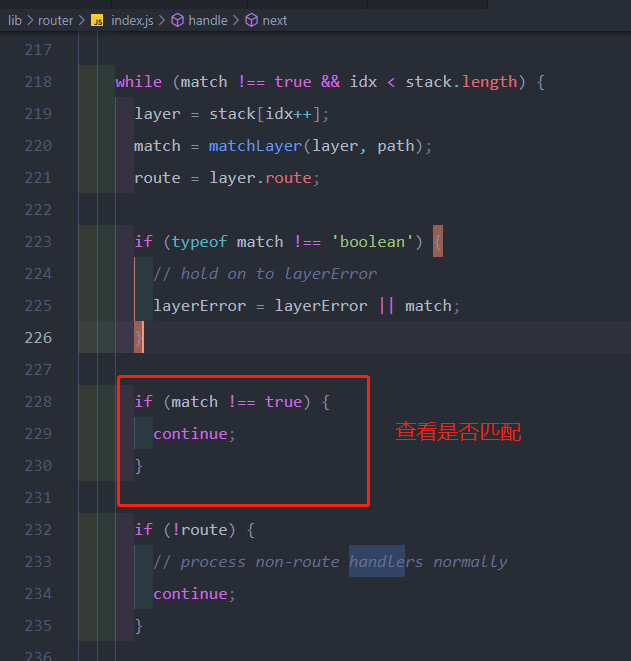 lib > router > JS index.js > handle > next
217
218 while (match !== true && idx < stack.length) {
219 layer = stack[idx++];
220 match = matchLayer(layer, path);
221 route = layer.route;
222
223 if (typeof match !== 'boolean') {
224 // hold on to layerError
225 layerError = layerError || match;
226 }
227
228 if (match !== true) {
229 continue;
查看是否匹配
230 }
231
232 if (!route) {
233 // process non-route handlers normally
234 continue;
235 }
236